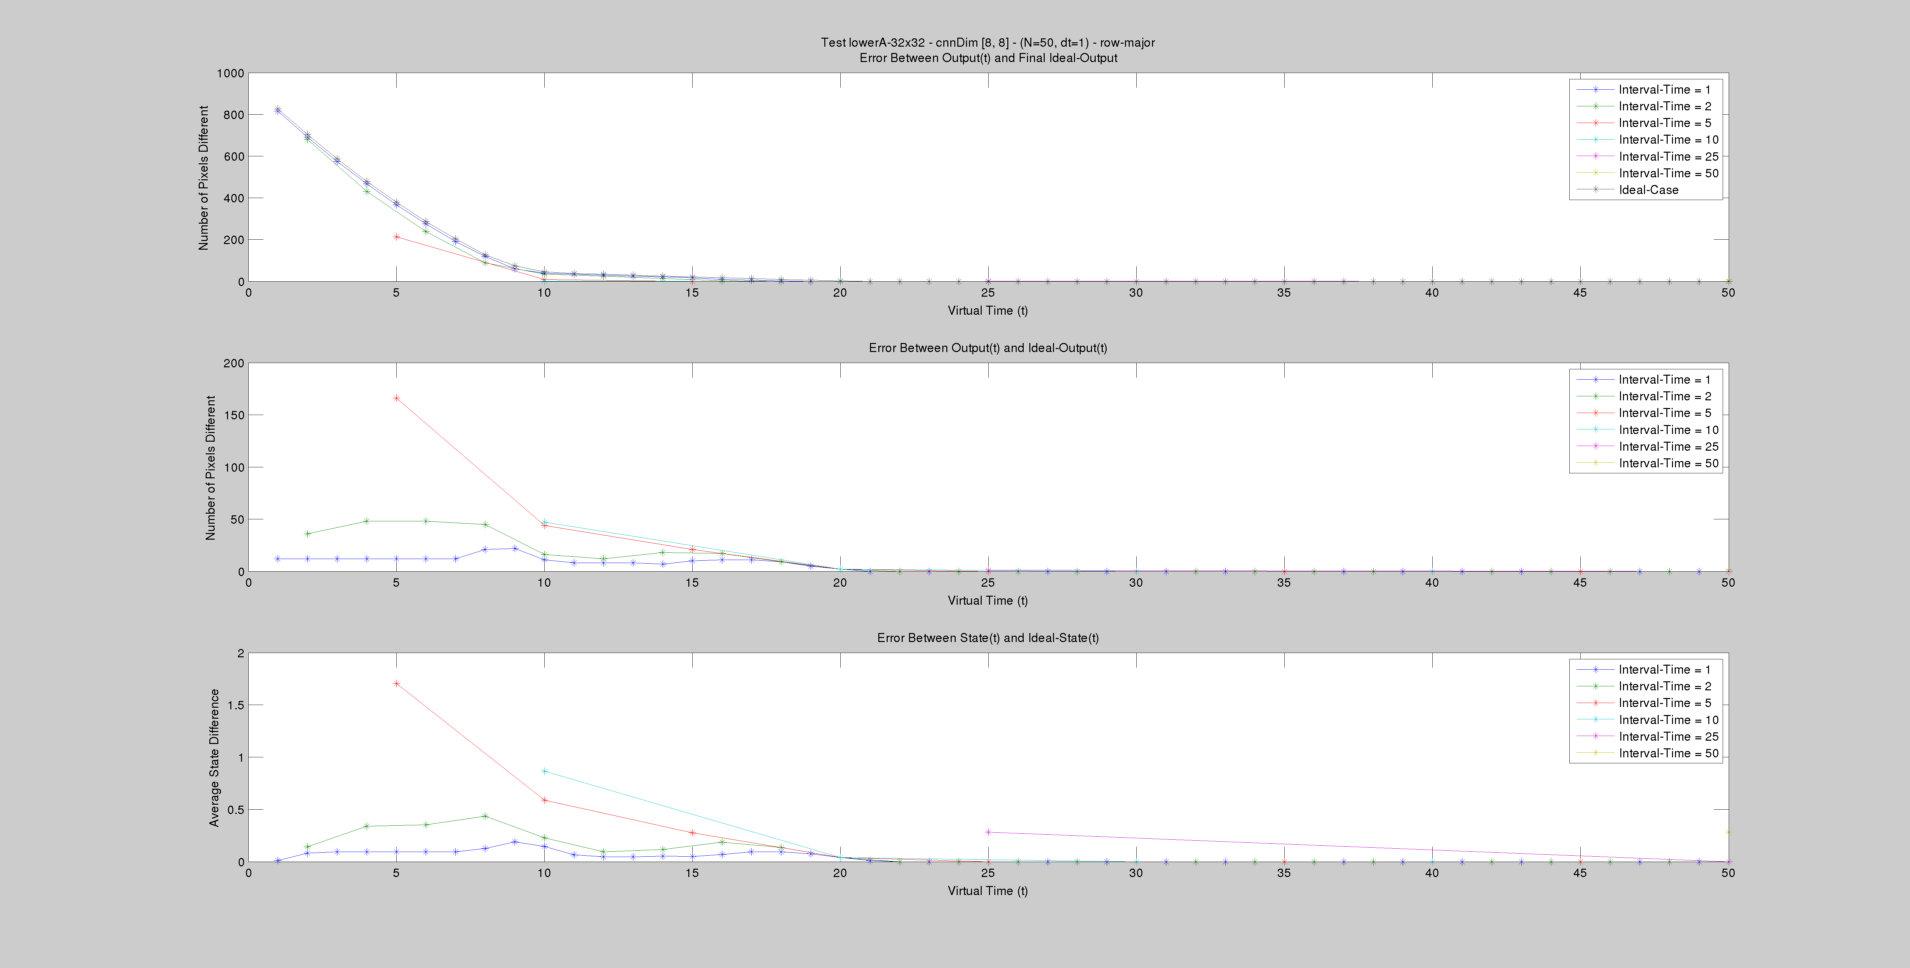 Test lowerA-32x32 - cnnDim [8, 8] - (N=50, dt=1) - row-major
Error Between Output(t) and Final Ideal-Output
Number of Pixels Different
1000
800
600
400
200
0
0 5 10 15 20 25 30 35 40 45 50
Virtual Time (t)
Interval-Time = 1
Interval-Time = 2
Interval-Time = 5
Interval-Time = 10
Interval-Time = 25
Interval-Time = 50
Ideal-Case
Error Between Output(t) and Ideal-Output(t)
Number of Pixels Different
200
150
100
50
0
0 5 10 15 20 25 30 35 40 45 50
Virtual Time (t)
Interval-Time = 1
Interval-Time = 2
Interval-Time = 5
Interval-Time = 10
Interval-Time = 25
Interval-Time = 50
Error Between State(t) and Ideal-State(t)
Average State Difference
2
1.5
1
0.5
0
0 5 10 15 20 25 30 35 40 45 50
Virtual Time (t)
Interval-Time = 1
Interval-Time = 2
Interval-Time = 5
Interval-Time = 10
Interval-Time = 25
Interval-Time = 50